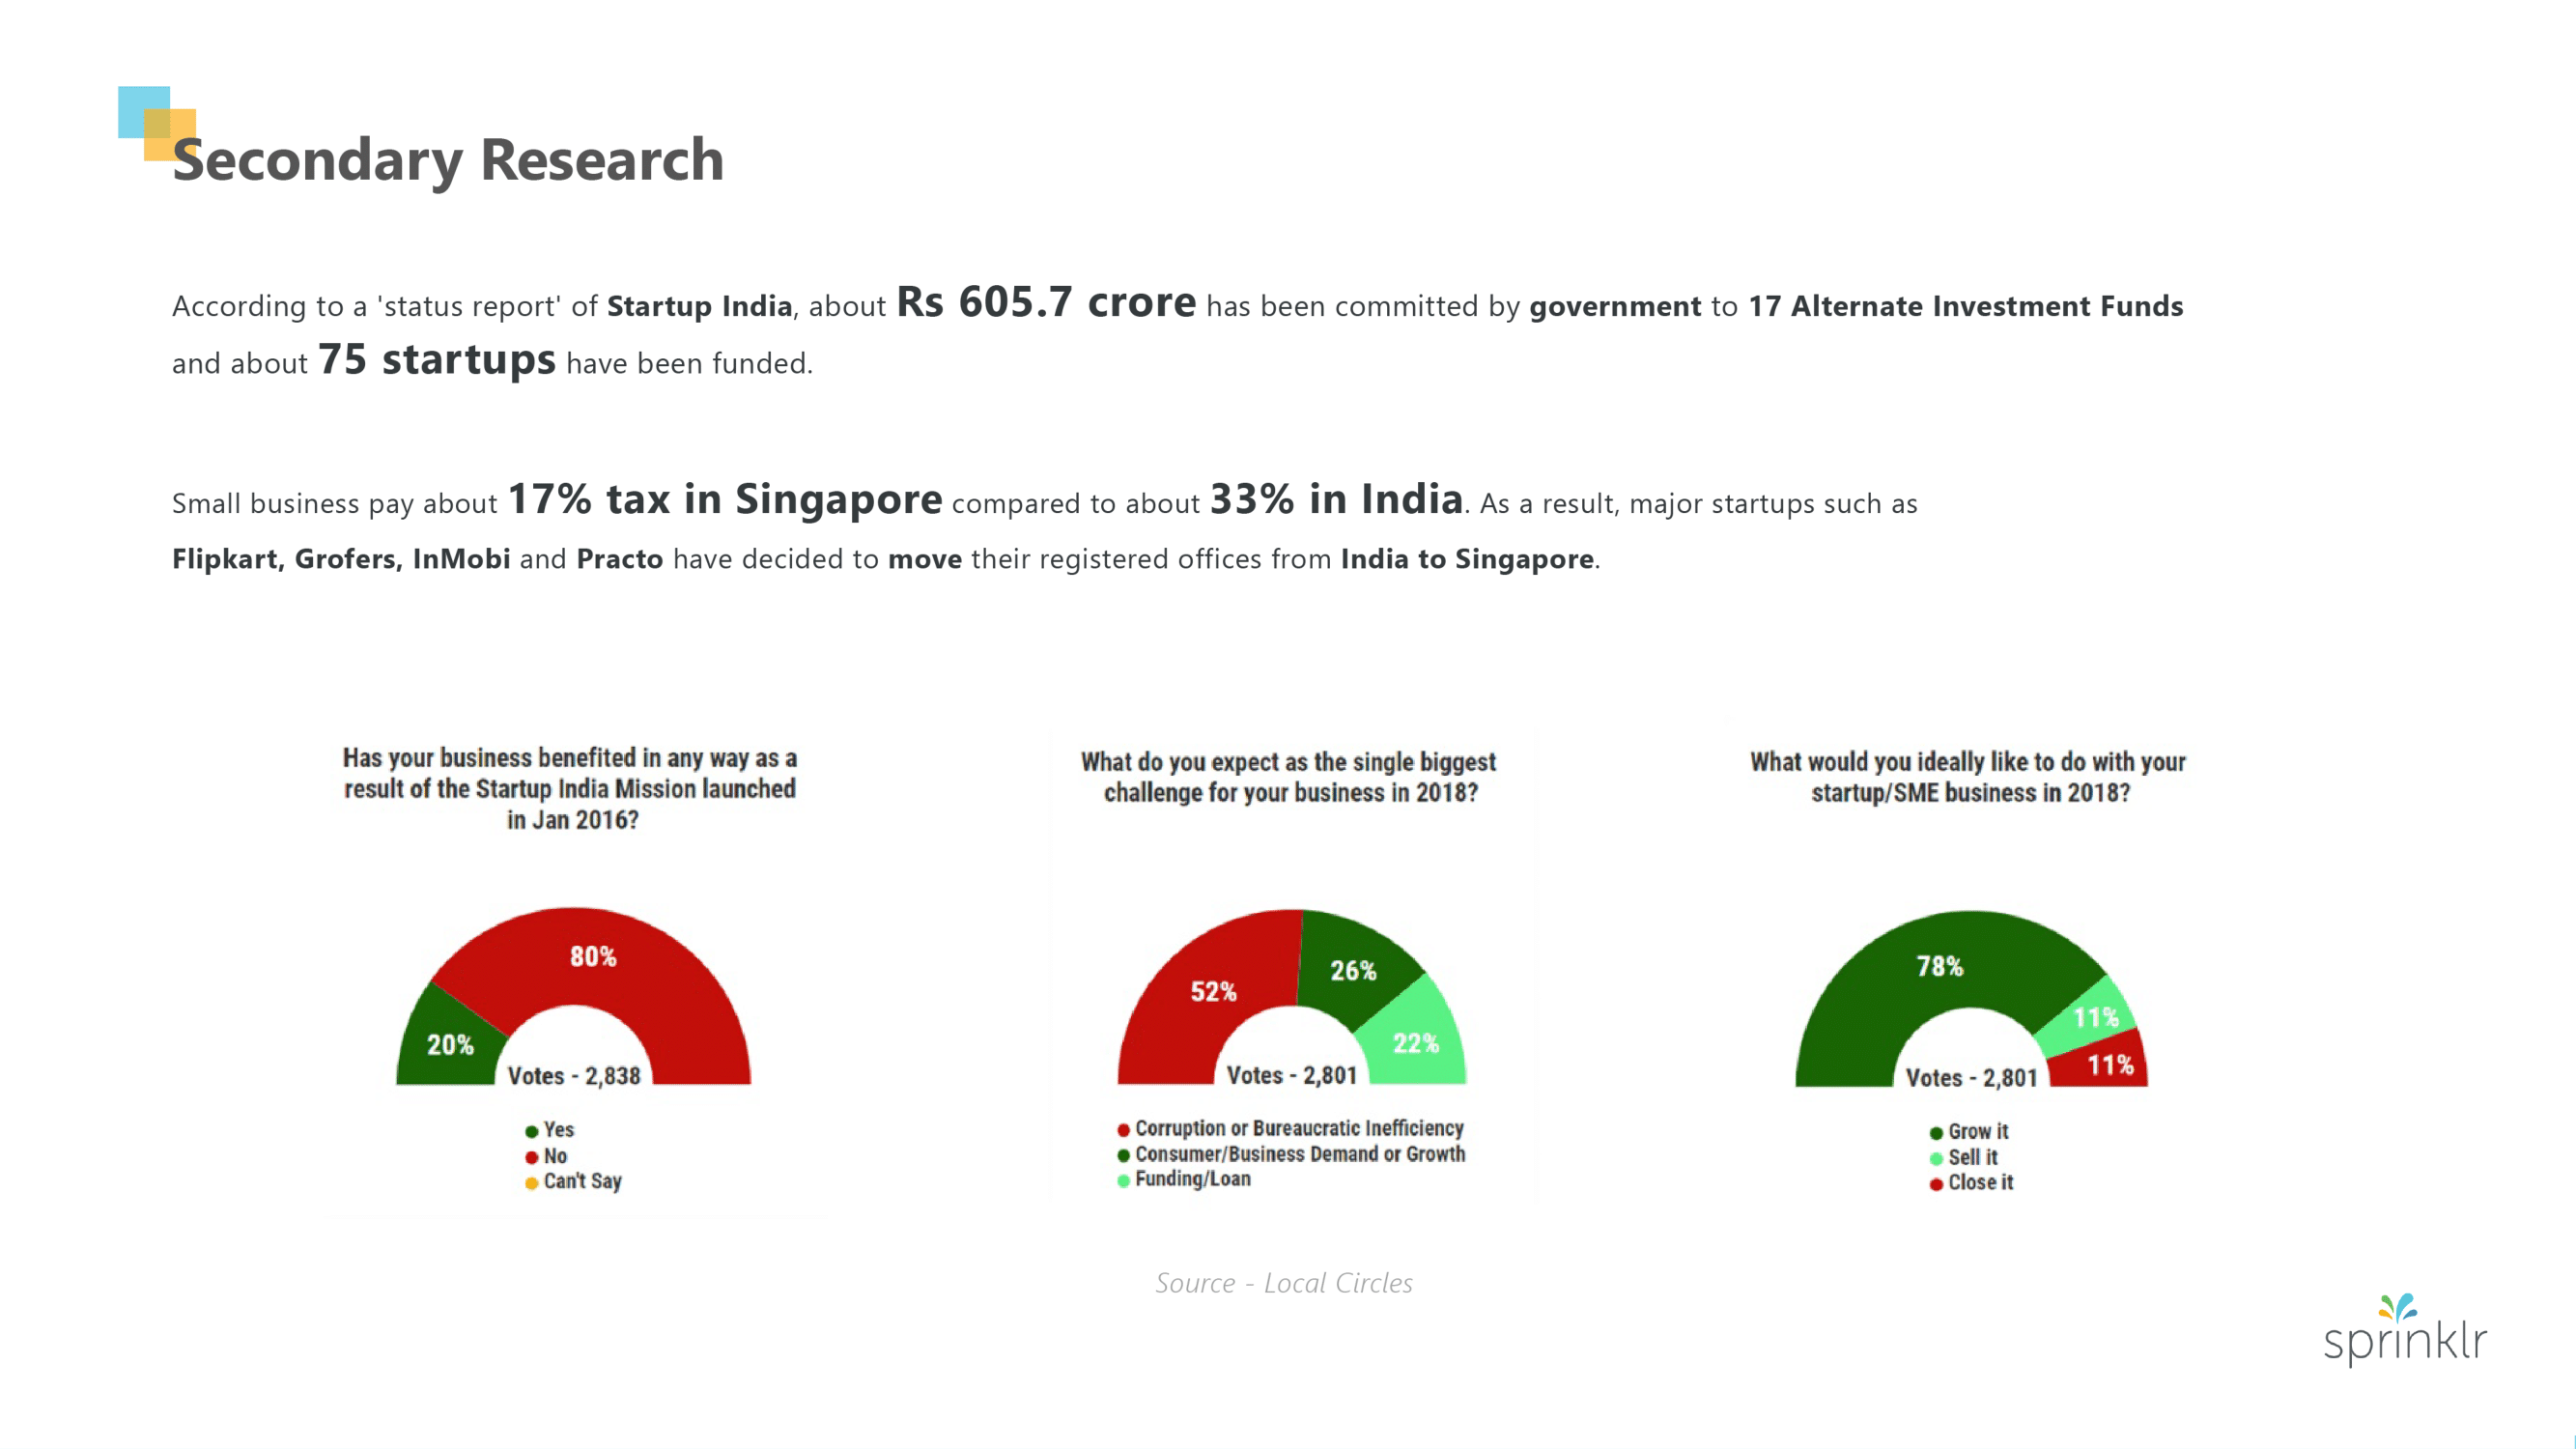 Secondary Research
According to a 'status report' of Startup India, about Rs 605.7 crore has been committed by government to 17 Alternate Investment Funds
and about 75 startups have been funded.
Small business pay about 17% tax in Singapore compared to about 33% in India. As a result, major startups such as
Flipkart, Grofers, InMobi and Practo have decided to move their registered offices from India to Singapore.
Has your business benefited in any way as a
result of the Startup India Mission launched
in Jan 2016?
80%
20%
Votes - 2,838
Yes
No
Can't Say
What do you expect as the single biggest
challenge for your business in 2018?
52%
26%
22%
Votes - 2,801
Corruption or Bureaucratic Inefficiency
Consumer/Business Demand or Growth
Funding/Loan
What would you ideally like to do with your
startup/SME business in 2018?
78%
11%
11%
Votes - 2,801
Grow it
Sell it
Close it
Source - Local Circles
sprinklr